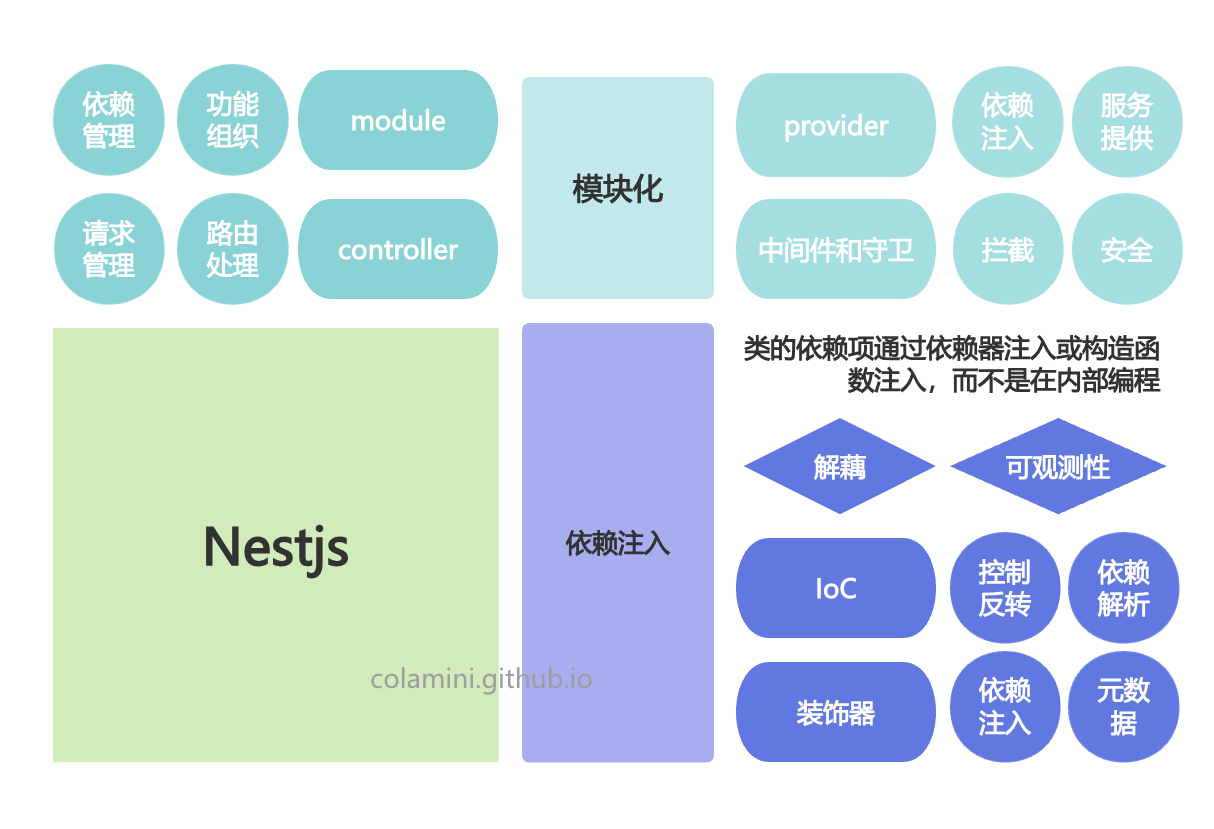 依赖
管理
功能
组织
module
请求
管理
路由
处理
controller
模块化
provider
依赖
注入
服务
提供
中间件和守卫
拦截
安全
Nestjs
依赖注入
类的依赖项通过依赖器注入或构造函
数注入，而不是在内部编程
解藕
可观测性
IoC
控制
反转
依赖
解析
装饰器
依赖
注入
元数
据
colamini.github.io